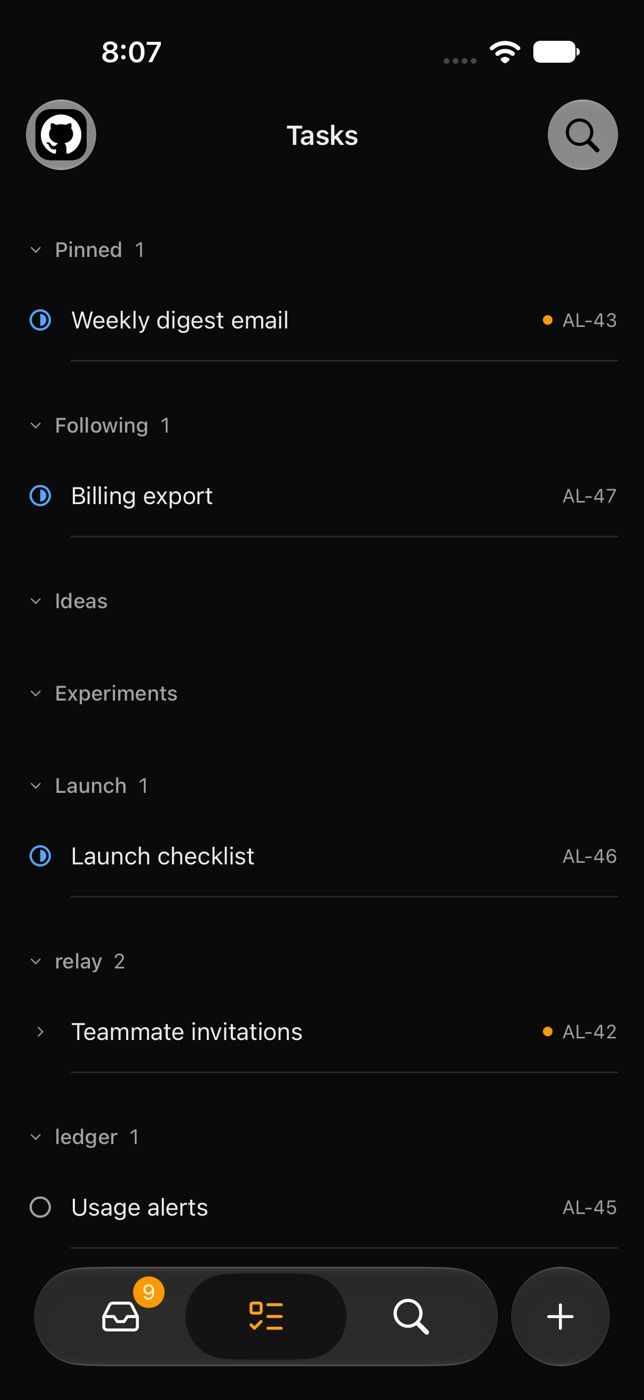 8:07
Tasks
Pinned 1
Weekly digest email AL-43
Following 1
Billing export AL-47
Ideas
Experiments
Launch 1
Launch checklist AL-46
relay 2
Teammate invitations AL-42
ledger 1
Usage alerts AL-45
9